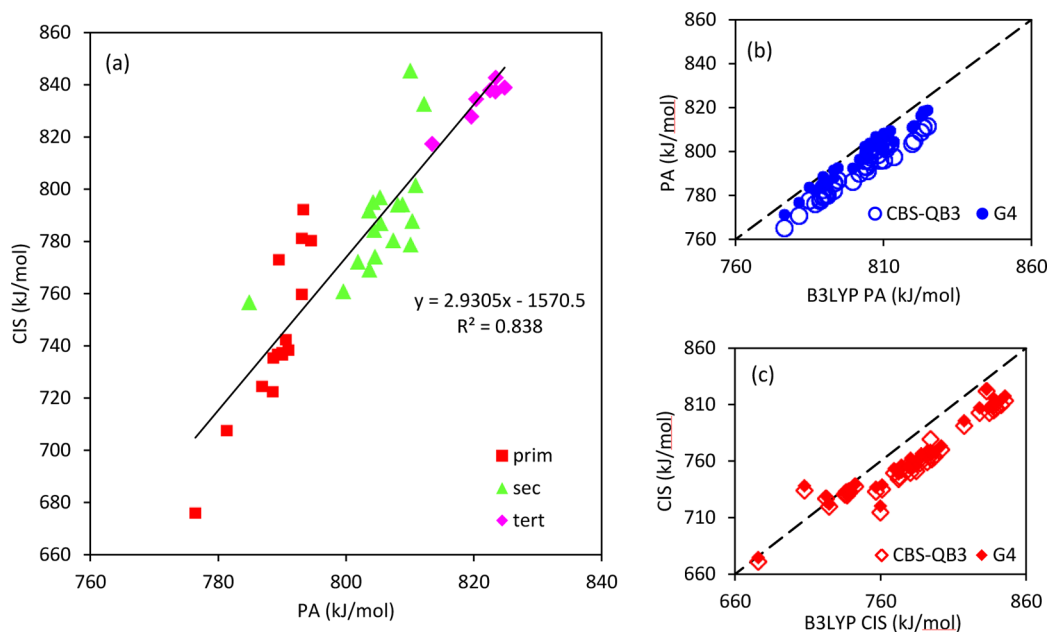 (a)
CIS (kJ/mol)
860
840
820
800
780
760
740
720
700
680
660
y = 2.9305x - 1570.5
R² = 0.838
prim
sec
tert
760 780 800 820 840
PA (kJ/mol)
(b)
PA (kJ/mol)
860
840
820
800
780
760
CBS-QB3 G4
760 810 860
B3LYP PA (kJ/mol)
(c)
CIS (kJ/mol)
860
810
760
710
660
CBS-QB3 G4
660 760 860
B3LYP CIS (kJ/mol)